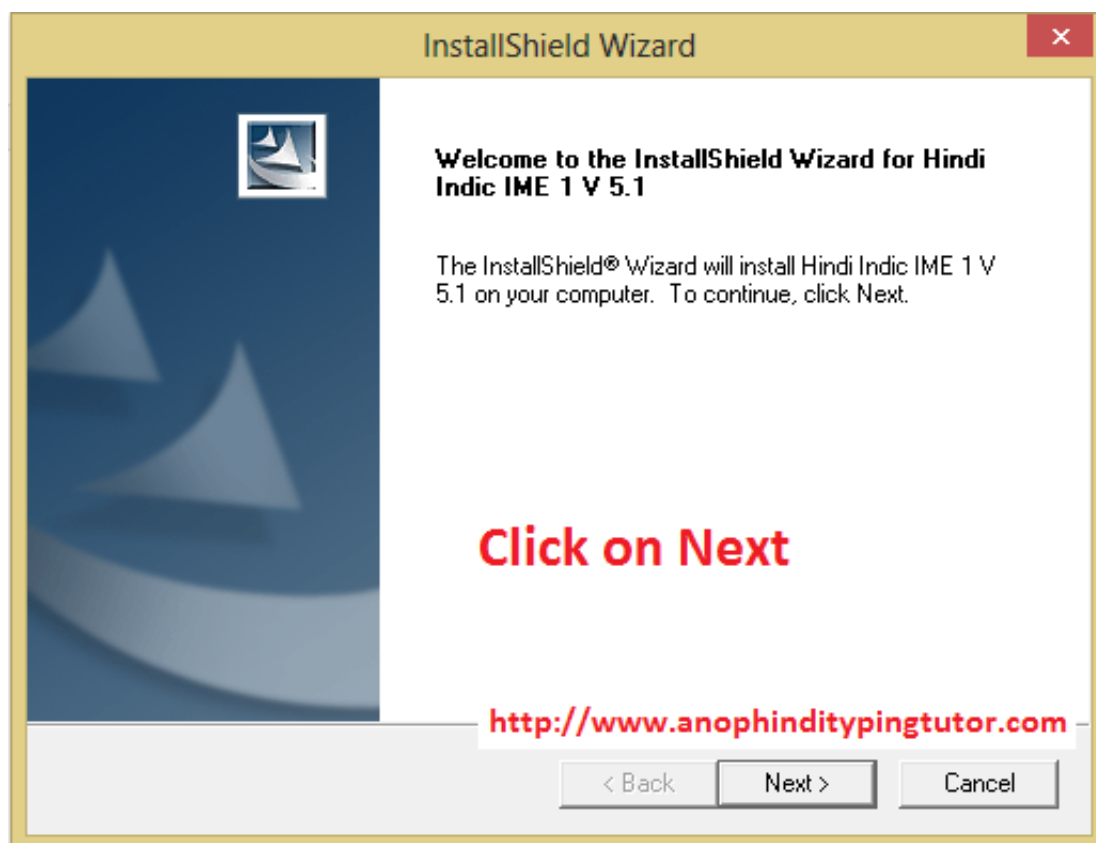 InstallShield Wizard
Welcome to the InstallShield Wizard for Hindi
Indic IME 1 V 5.1
The InstallShield® Wizard will install Hindi Indic IME 1 V
5.1 on your computer.  To continue, click Next.
Click on Next
http://www.anophindityp​ingtutor.com
< Back
Next >
Cancel